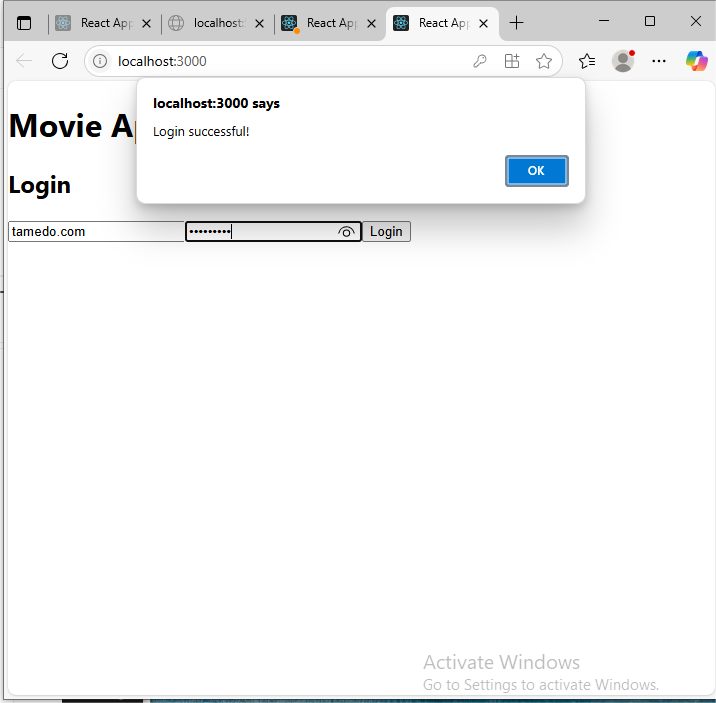 React App
localhost:
React App
React App
localhost:3000
localhost:3000 says
Login successful!
OK
Movie A
Login
tamedo.com
•••••••••
Login
Activate Windows
Go to Settings to activate Windows.